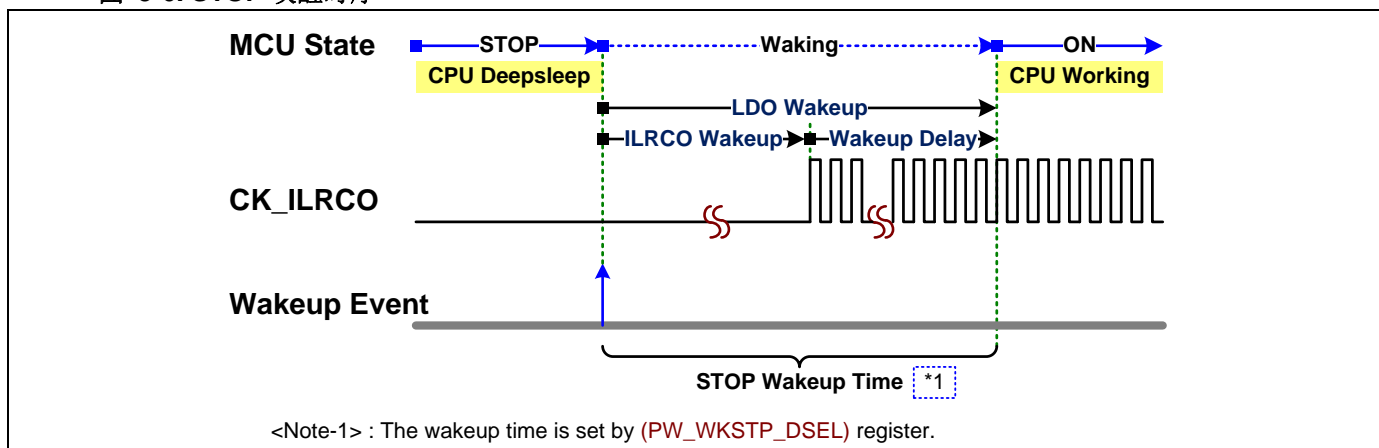 MCU State STOP Waking ON
CPU Deepsleep CPU Working
LDO Wakeup
ILRCO Wakeup Wakeup Delay
CK_ILRCO
Wakeup Event
STOP Wakeup Time *1
<Note-1> : The wakeup time is set by (PW_WKSTP_DSEL) register.